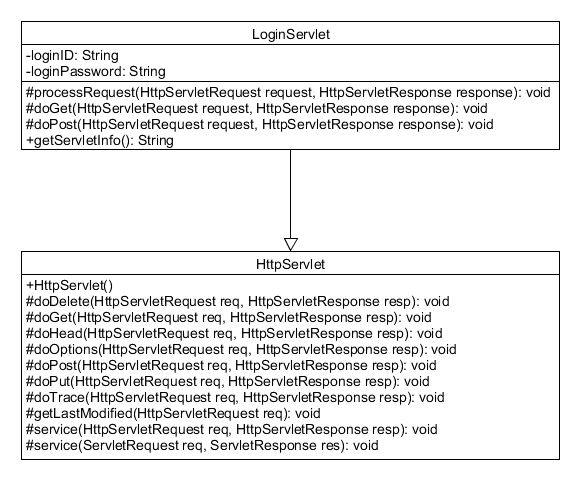 LoginServlet
-loginID: String
-loginPassword: String
#processRequest(HttpServletRequest request, HttpServletResponse response): void
#doGet(HttpServletRequest request, HttpServletResponse response): void
#doPost(HttpServletRequest request, HttpServletResponse response): void
+getServletInfo(): String
HttpServlet
+HttpServlet()
#doDelete(HttpServletRequest req, HttpServletResponse resp): void
#doGet(HttpServletRequest req, HttpServletResponse resp): void
#doHead(HttpServletRequest req, HttpServletResponse resp): void
#doOptions(HttpServletRequest req, HttpServletResponse resp): void
#doPost(HttpServletRequest req, HttpServletResponse resp): void
#doPut(HttpServletRequest req, HttpServletResponse resp): void
#doTrace(HttpServletRequest req, HttpServletResponse resp): void
#getLastModified(HttpServletRequest req): void
#service(HttpServletRequest req, HttpServletResponse resp): void
#service(ServletRequest req, ServletResponse res): void